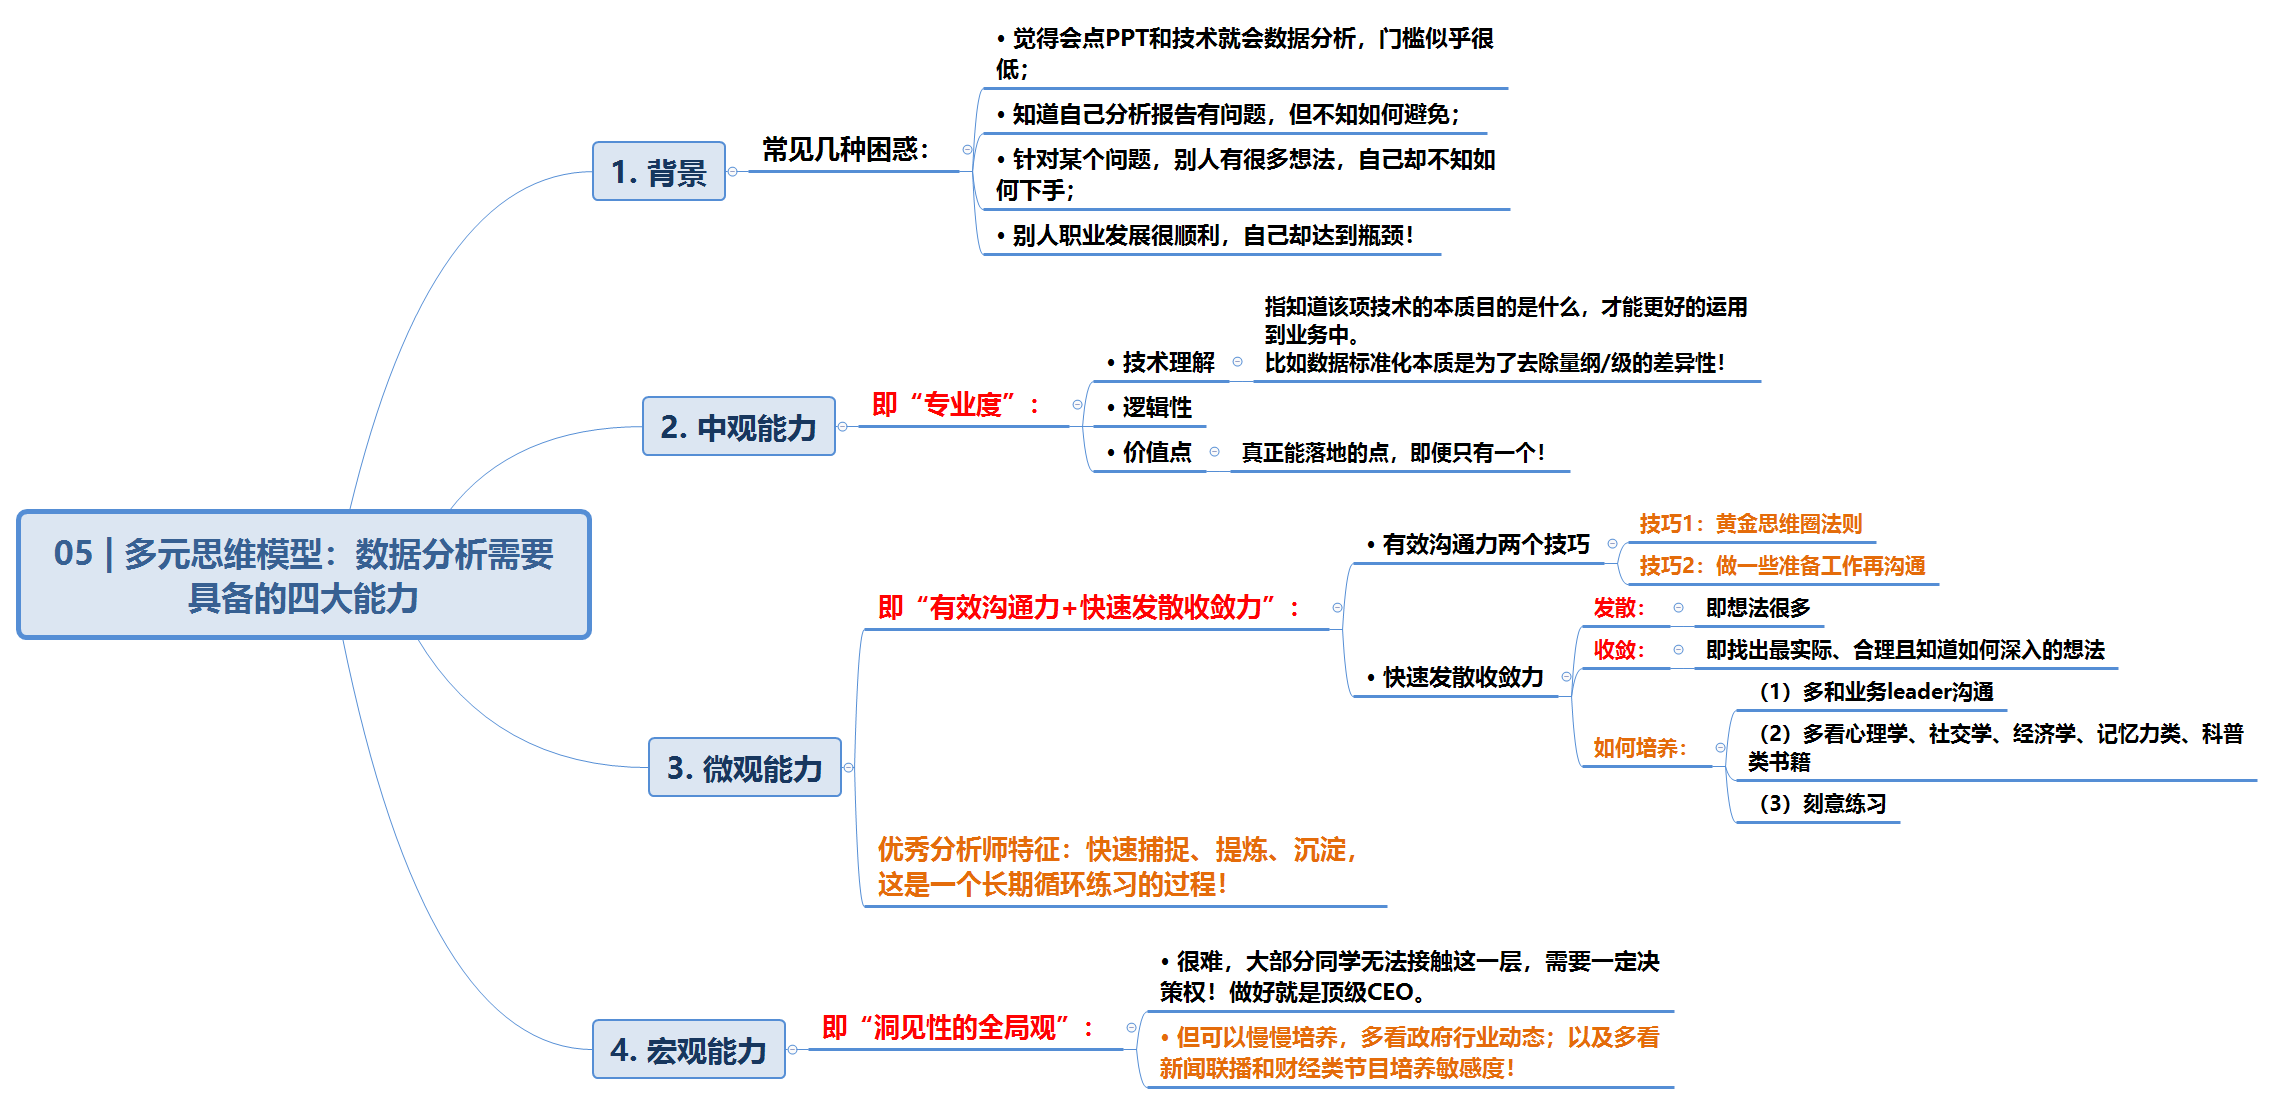 05 | 多元思维模型：数据分析需要
具备的四大能力
1. 背景
常见几种困惑：
• 觉得会点PPT和技术就会数据分析，门槛似乎很
低；
• 知道自己分析报告有问题，但不知如何避免；
• 针对某个问题，别人有很多想法，自己却不知如
何下手；
• 别人职业发展很顺利，自己却达到瓶颈！
2. 中观能力
即“专业度”：
• 技术理解
指知道该项技术的本质目的是什么，才能更好的运用
到业务中。
比如数据标准化本质是为了去除量纲/级的差异性！
• 逻辑性
• 价值点
真正能落地的点，即便只有一个！
3. 微观能力
即“有效沟通力+快速发散收敛力”：
• 有效沟通力两个技巧
技巧1：黄金思维圈法则
技巧2：做一些准备工作再沟通
• 快速发散收敛力
发散：
即想法很多
收敛：
即找出最实际、合理且知道如何深入的想法
如何培养：
（1）多和业务leader沟通
（2）多看心理学、社交学、经济学、记忆力类、科普
类书籍
（3）刻意练习
优秀分析师特征：快速捕捉、提炼、沉淀，
这是一个长期循环练习的过程！
4. 宏观能力
即“洞见性的全局观”：
• 很难，大部分同学无法接触这一层，需要一定决
策权！做好就是顶级CEO。
• 但可以慢慢培养，多看政府行业动态；以及多看
新闻联播和财经类节目培养敏感度！